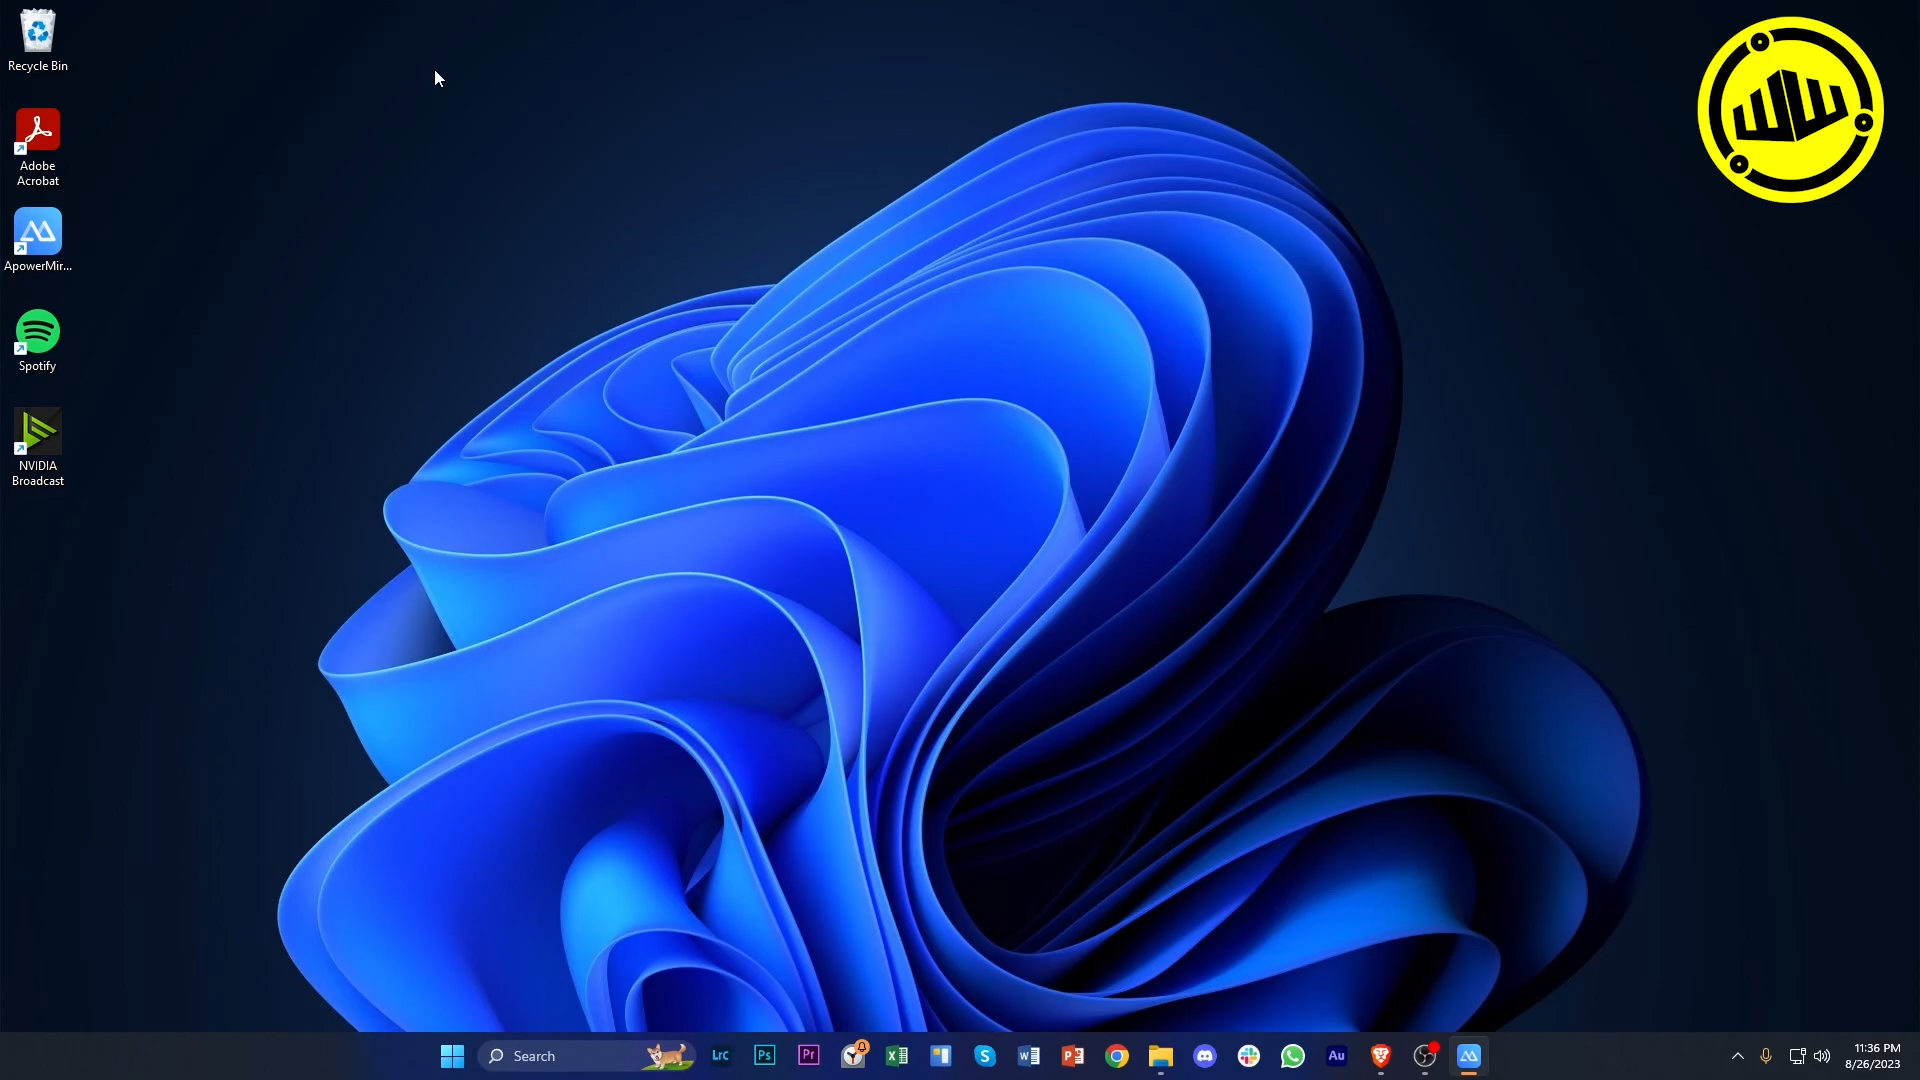 Recycle Bin
Adobe
Acrobat
ApowerMir...
Spotify
NVIDIA
Broadcast
Search
LrC
Ps
Pr
Au
11:36 PM
8/26/2023